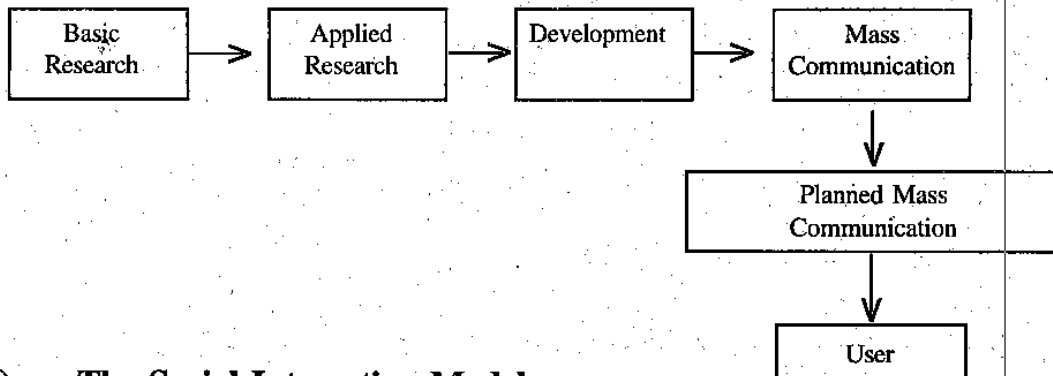 Basic
Research
Applied
Research
Development
Mass
Communication
Planned Mass
Communication
User
The Social Interaction Model